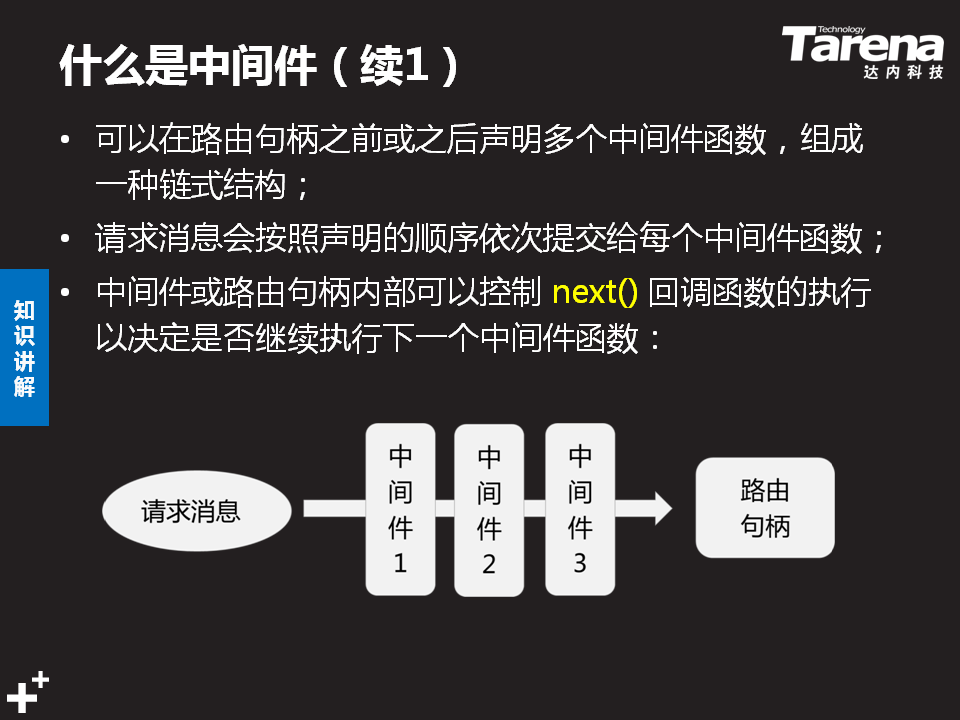 什么是中间件（续1）
Technology
Tarena
达内科技
• 可以在路由句柄之前或之后声明多个中间件函数，组成
一种链式结构；
• 请求消息会按照声明的顺序依次提交给每个中间件函数；
• 中间件或路由句柄内部可以控制 next() 回调函数的执行
以决定是否继续执行下一个中间件函数：
知
识
讲
解
请求消息
中
间
件
1
中
间
件
2
中
间
件
3
路由
句柄